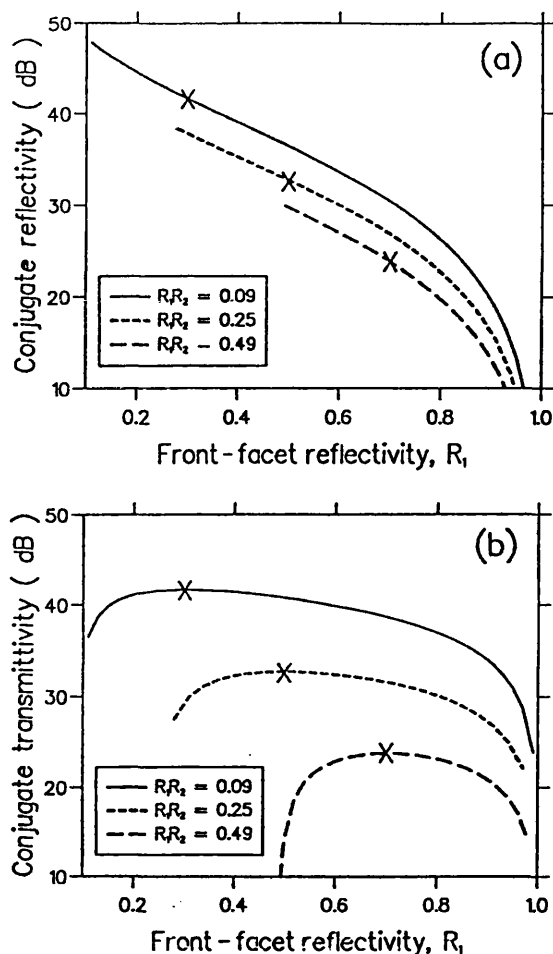 50
40
30
20
10
Conjugate reflectivity ( dB )
(a)
R₁R₂ = 0.09
R₁R₂ = 0.25
R₁R₂ – 0.49
0.2 0.4 0.6 0.8 1.0
Front-facet reflectivity, R₁
50
40
30
20
10
Conjugate transmittivity ( dB )
(b)
R₁R₂ = 0.09
R₁R₂ = 0.25
R₁R₂ = 0.49
0.2 0.4 0.6 0.8 1.0
Front-facet reflectivity, R₁